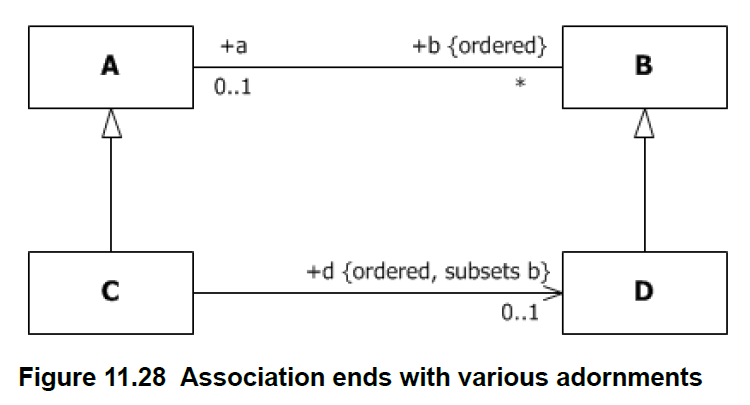 +a
+b {ordered}
A
B
0..1
*
+d {ordered, subsets b}
C
D
0..1
Figure 11.28 Association ends with various adornments